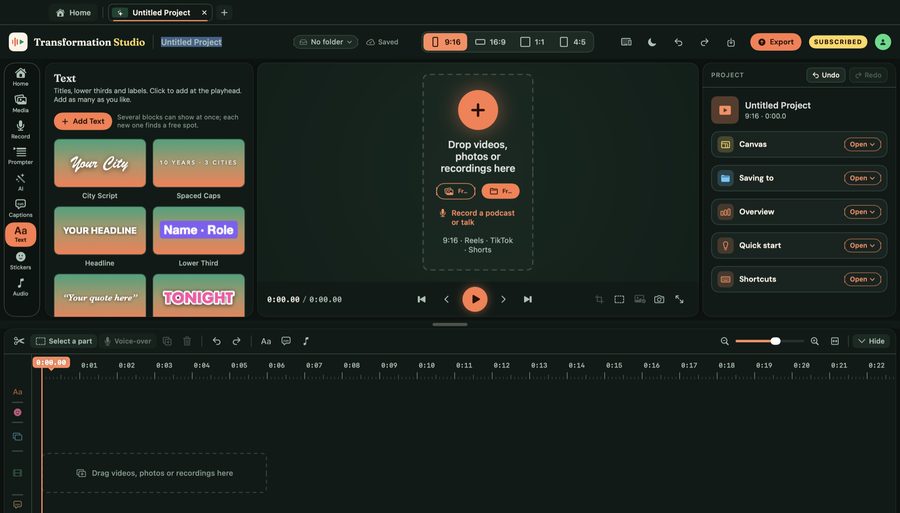 Home
Untitled Project
Transformation Studio
Untitled Project
No folder
Saved
9:16
16:9
1:1
4:5
Export
SUBSCRIBED
Home
Media
Record
Prompter
AI
Captions
Aa
Text
Stickers
Audio
Text
Titles, lower thirds and labels. Click to add at the playhead.
Add as many as you like.
+ Add Text
Several blocks can show at once; each
new one finds a free spot.
Your City
City Script
10 YEARS · 3 CITIES
Spaced Caps
YOUR HEADLINE
Headline
Name · Role
Lower Third
“Your quote here”
TONIGHT
Drop videos,
photos or
recordings here
Fr...
Fr...
Record a podcast
or talk
9:16 · Reels · TikTok
· Shorts
0:00.00 / 0:00.00
PROJECT
Undo
Redo
Untitled Project
9:16 · 0:00.0
Canvas
Open
Saving to
Open
Overview
Open
Quick start
Open
Shortcuts
Open
Select a part
Voice-over
Aa
Hide
0:00.00
0:01
0:02
0:03
0:04
0:05
0:06
0:07
0:08
0:09
0:10
0:11
0:12
0:13
0:14
0:15
0:16
0:17
0:18
0:19
0:20
0:21
0:22
Aa
Drag videos, photos or recordings here